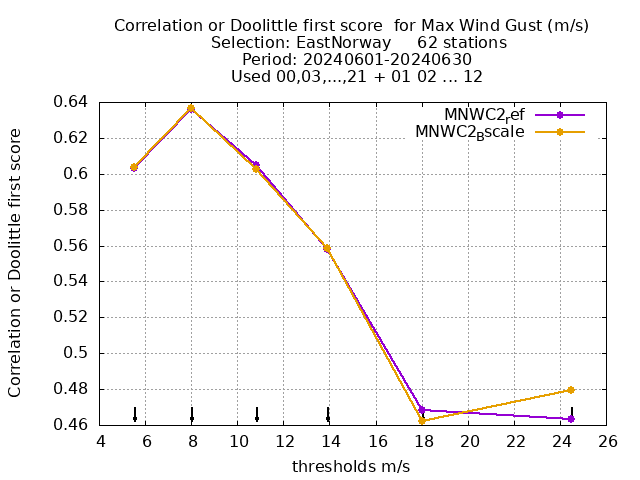 Correlation or Doolittle first score  for Max Wind Gust (m/s)
Selection: EastNorway     62 stations
Period: 20240601-20240630
Used 00,03,...,21 + 01 02 ... 12
MNWC2_ref
MNWC2_Bscale
Correlation or Doolittle first score
0.64
0.62
0.6
0.58
0.56
0.54
0.52
0.5
0.48
0.46
4 6 8 10 12 14 16 18 20 22 24 26
thresholds m/s